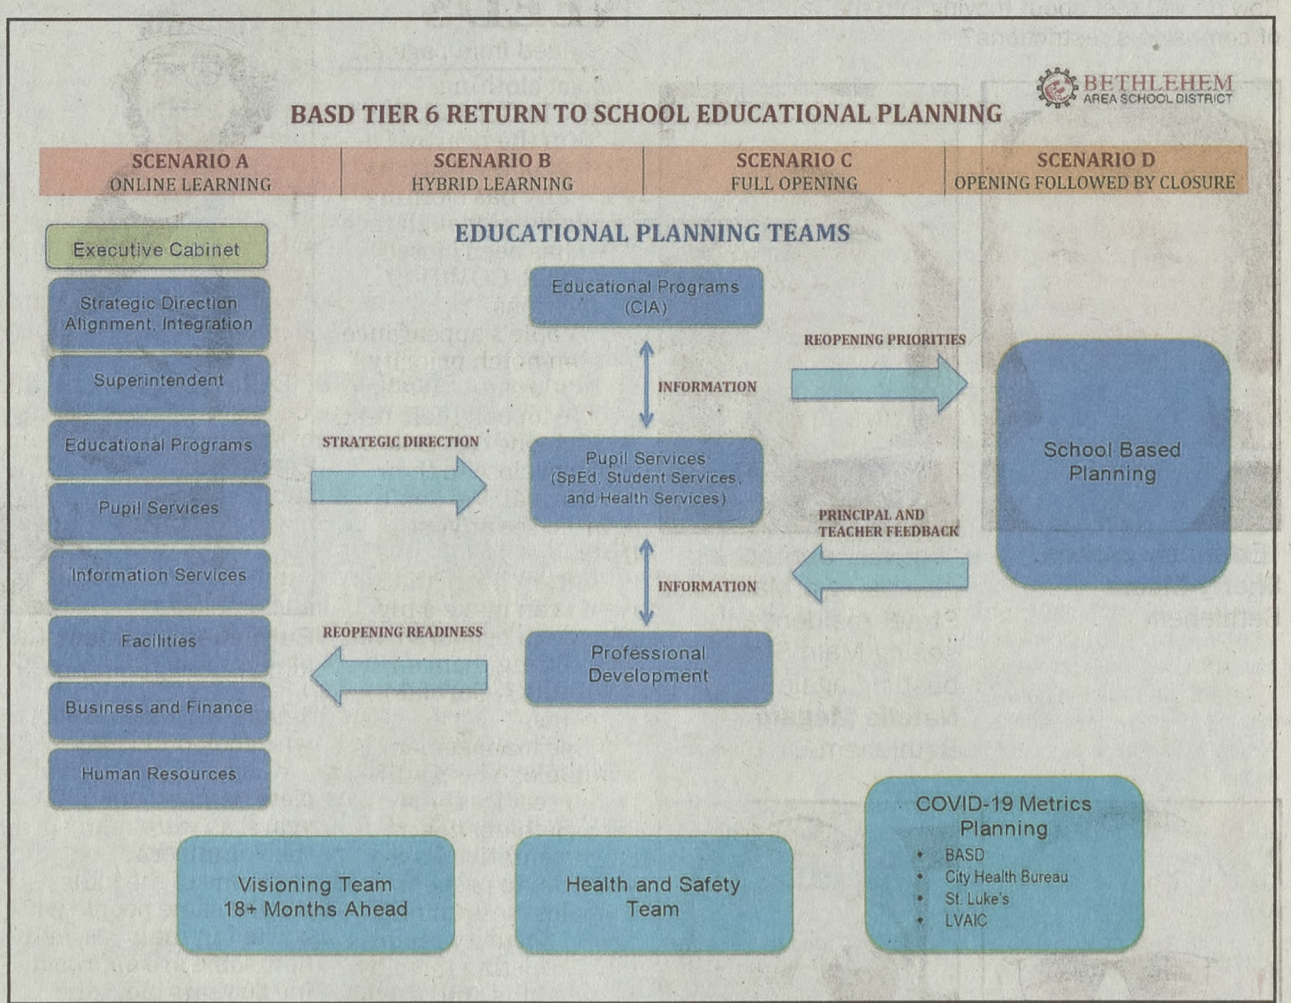 BETHLEHEM
AREA SCHOOL DISTRICT
BASD TIER 6 RETURN TO SCHOOL EDUCATIONAL PLANNING
SCENARIO A
ONLINE LEARNING
SCENARIO B
HYBRID LEARNING
SCENARIO C
FULL OPENING
SCENARIO D
OPENING FOLLOWED BY CLOSURE
EDUCATIONAL PLANNING TEAMS
Executive Cabinet
Strategic Direction
Alignment, Integration
Superintendent
Educational Programs
Pupil Services
Information Services
Facilities
Business and Finance
Human Resources
STRATEGIC DIRECTION
REOPENING READINESS
Educational Programs
(CIA)
INFORMATION
Pupil Services
(SpEd, Student Services,
and Health Services)
INFORMATION
Professional
Development
REOPENING PRIORITIES
PRINCIPAL AND
TEACHER FEEDBACK
School Based
Planning
Visioning Team
18+ Months Ahead
Health and Safety
Team
COVID-19 Metrics
Planning
• BASD
• City Health Bureau
• St. Luke's
• LVAIC